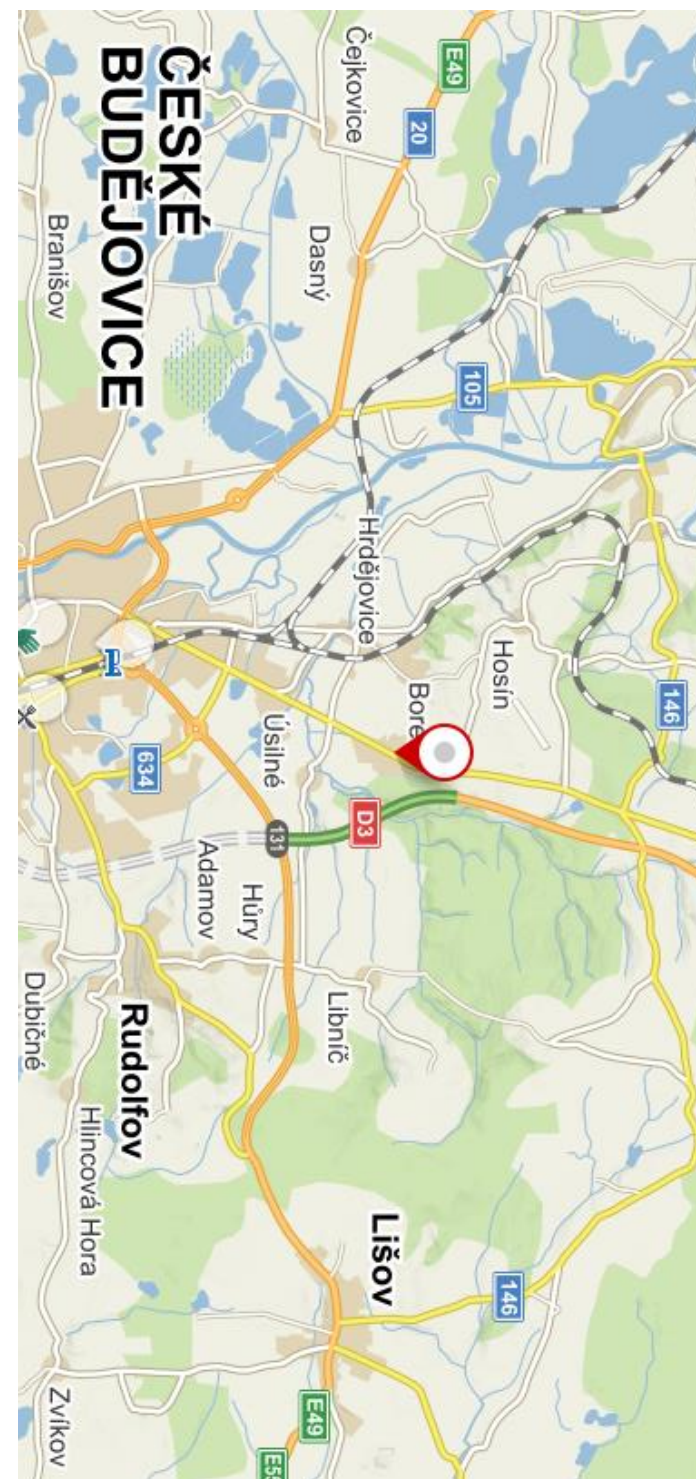 146
146
Hosín
105
E49
20
Bore
Lišov
D3
Hrdějovice
Čejkovice
Libníč
Dasný
E49
131
Úsilné
Hůry
Adamov
ČESKÉ
BUDĚJOVICE
634
Rudolfov
Hlincová Hora
Branišov
Zvíkov
Dubičné